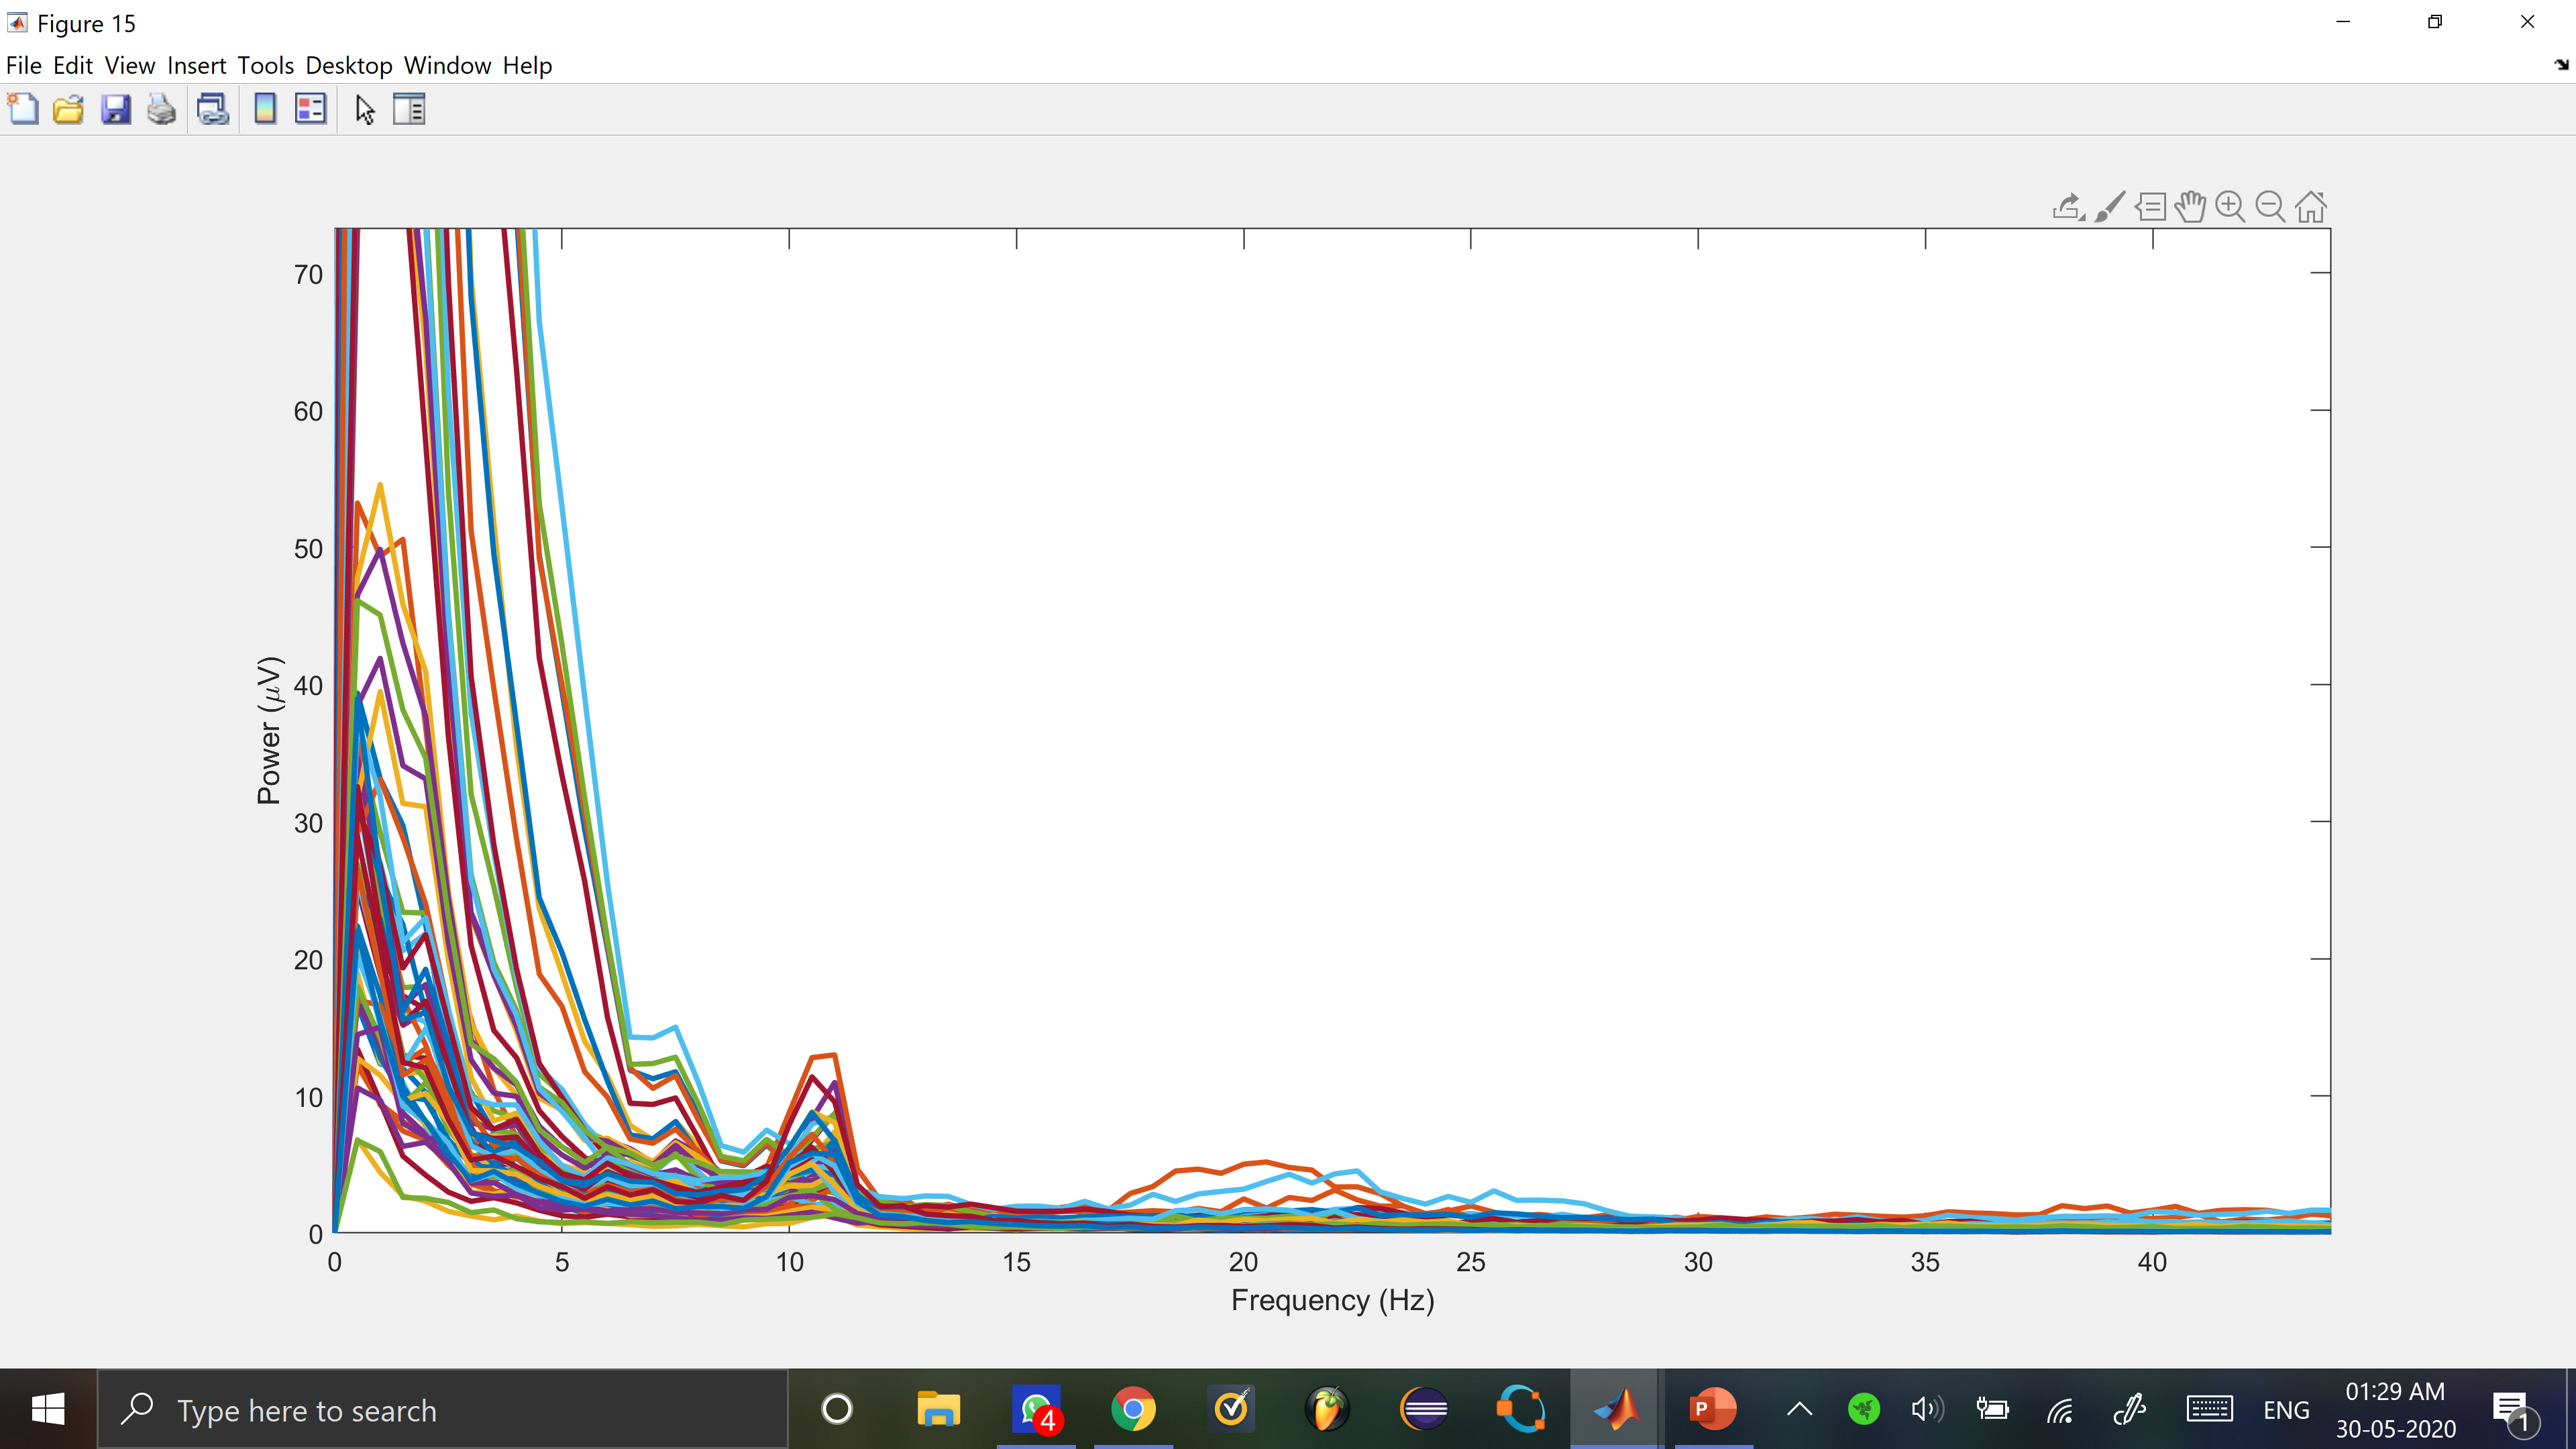 Figure 15
File Edit View Insert Tools Desktop Window Help
70
60
50
40
30
20
10
0
Power (μV)
0 5 10 15 20 25 30 35 40
Frequency (Hz)
Type here to search
4
P
ENG
01:29 AM
30-05-2020
1